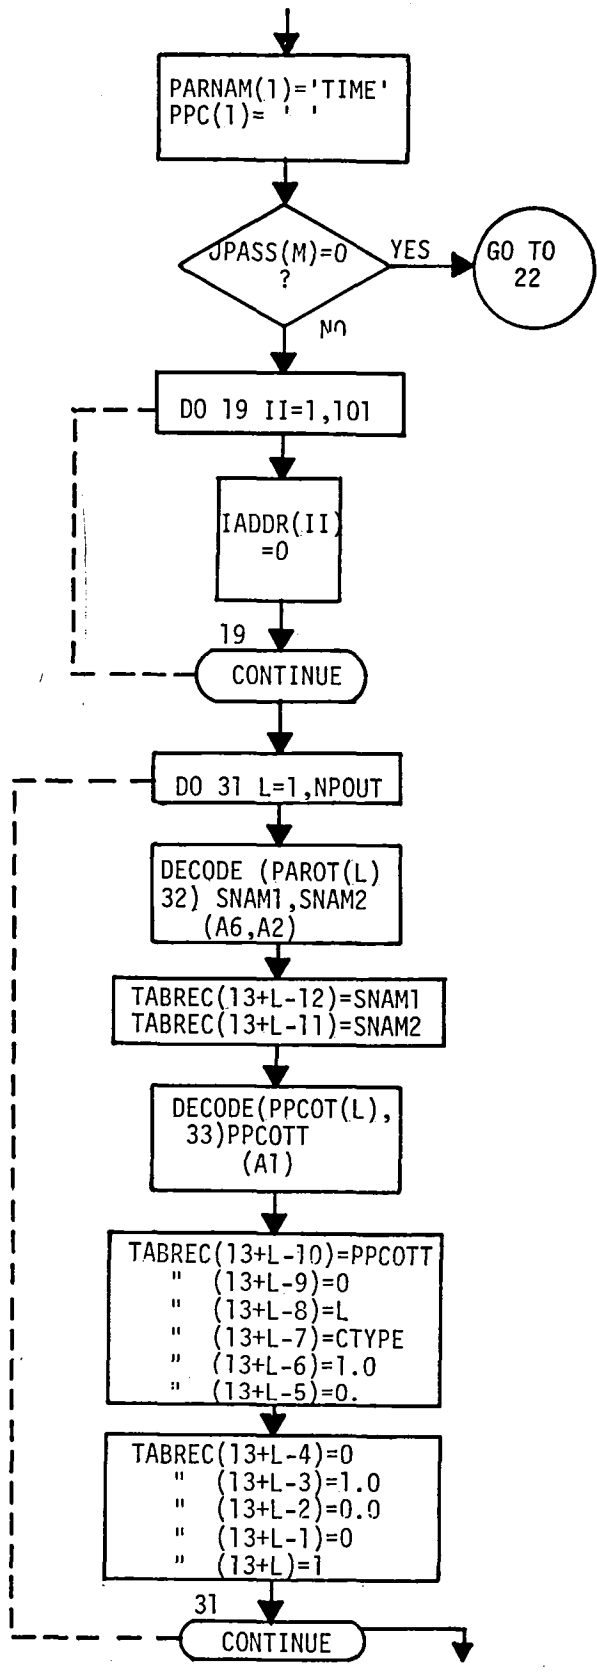 PARNAM(1)='TIME'
PPC(1)= ' '
JPASS(M)=0
?
YES
GO TO
22
NO
DO 19 II=1,101
IADDR(II)
=0
19
CONTINUE
DO 31 L=1,NPOUT
DECODE (PAROT(L)
32) SNAM1,SNAM2
(A6,A2)
TABREC(13+L-12)=SNAM1
TABREC(13+L-11)=SNAM2
DECODE(PPCOT(L),
33)PPCOTT
(A1)
TABREC(13+L-10)=PPCOTT
" (13+L-9)=0
" (13+L-8)=L
" (13+L-7)=CTYPE
" (13+L-6)=1.0
" (13+L-5)=0.
TABREC(13+L-4)=0
" (13+L-3)=1.0
" (13+L-2)=0.0
" (13+L-1)=0
" (13+L)=1
31
CONTINUE